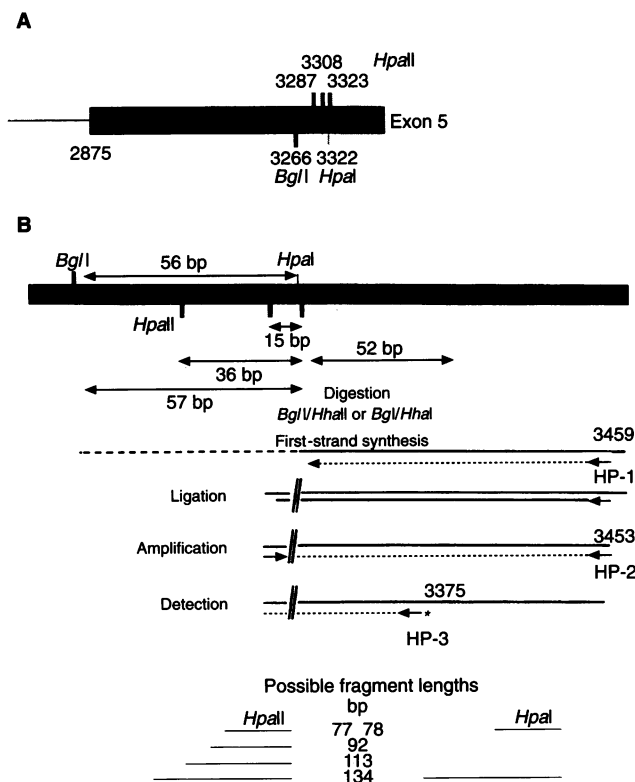 A
3308 HpaII
3287 3323
Exon 5
2875 3266 3322
BglI HpaI
B
BglI 56 bp HpaI
HpaII
15 bp
52 bp
36 bp
57 bp
Digestion
BglI/HhaII or BglI/HhaI
First-strand synthesis
3459
HP-1
Ligation
Amplification
3453
HP-2
Detection
3375
*
HP-3
Possible fragment lengths
bp
HpaII HpaI
77 78
92
113
134